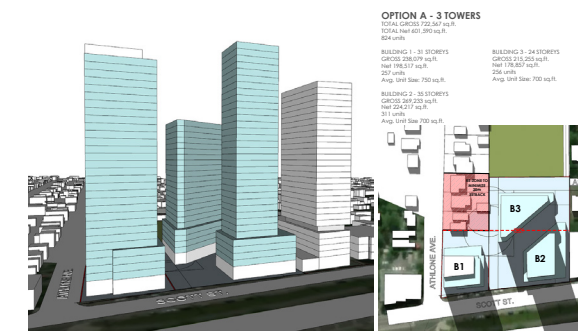 OPTION A - 3 TOWERS
TOTAL GROSS 722,567 sq.ft.
TOTAL Net 601,590 sq.ft.
824 units
BUILDING 1 - 31 STOREYS
GROSS 238,079 sq.ft.
Net 198,517 sq.ft.
257 units
Avg. Unit Size: 750 sq.ft.
BUILDING 3 - 24 STOREYS
GROSS 215,255 sq.ft.
Net 178,857 sq.ft.
256 units
Avg. Unit Size: 700 sq.ft.
BUILDING 2 - 35 STOREYS
GROSS 269,233 sq.ft.
Net 224,217 sq.ft.
311 units
Avg. Unit Size 700 sq.ft.
SETBACK
B3
B1
B2
ATHLONE AVE.
SCOTT ST.
SCOTT ST.